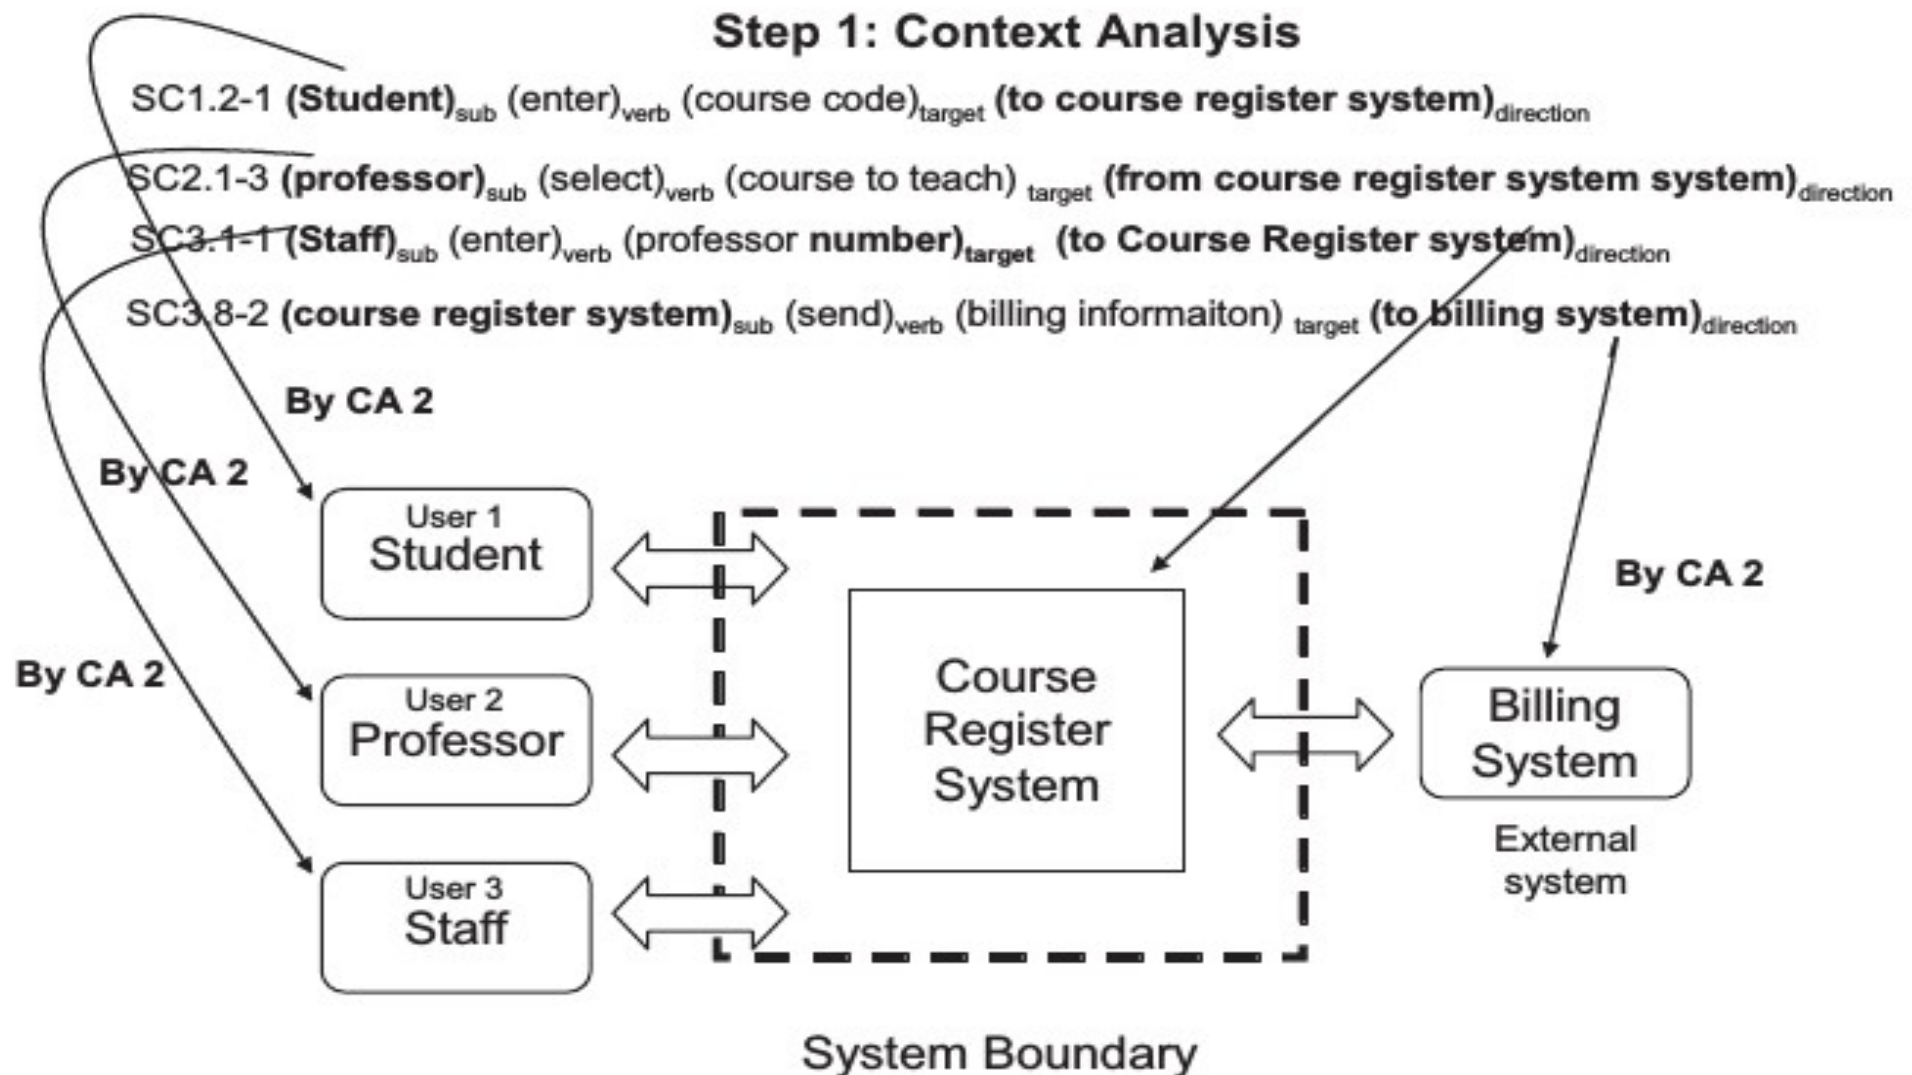 Step 1: Context Analysis
SC1.2-1 (Student)sub (enter)verb (course code)target (to course register system)direction
SC2.1-3 (professor)sub (select)verb (course to teach) target (from course register system system)direction
SC3.1-1 (Staff)sub (enter)verb (professor number)target (to Course Register system)direction
SC3.8-2 (course register system)sub (send)verb (billing informaiton) target (to billing system)direction
By CA 2
By CA 2
By CA 2
By CA 2
User 1
Student
User 2
Professor
User 3
Staff
Course
Register
System
Billing
System
External
system
System Boundary